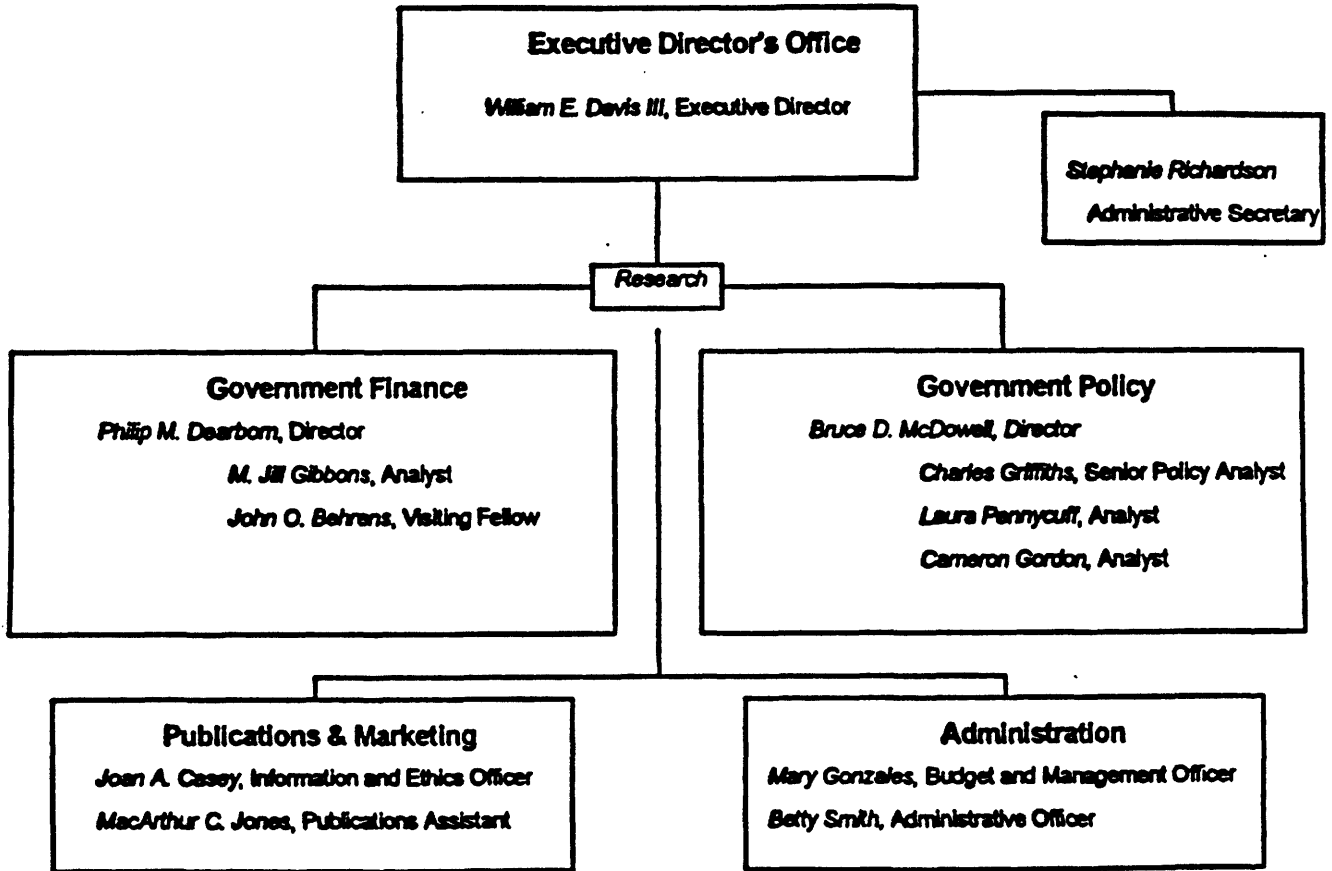 Executive Director's Office
William E. Davis III, Executive Director
Stephanie Richardson
Administrative Secretary
Research
Government Finance
Philip M. Dearborn, Director
M. Jill Gibbons, Analyst
John O. Behrens, Visiting Fellow
Government Policy
Bruce D. McDowell, Director
Charles Griffiths, Senior Policy Analyst
Laura Pennycuff, Analyst
Cameron Gordon, Analyst
Publications & Marketing
Joan A. Casey, Information and Ethics Officer
MacArthur C. Jones, Publications Assistant
Administration
Mary Gonzales, Budget and Management Officer
Betty Smith, Administrative Officer